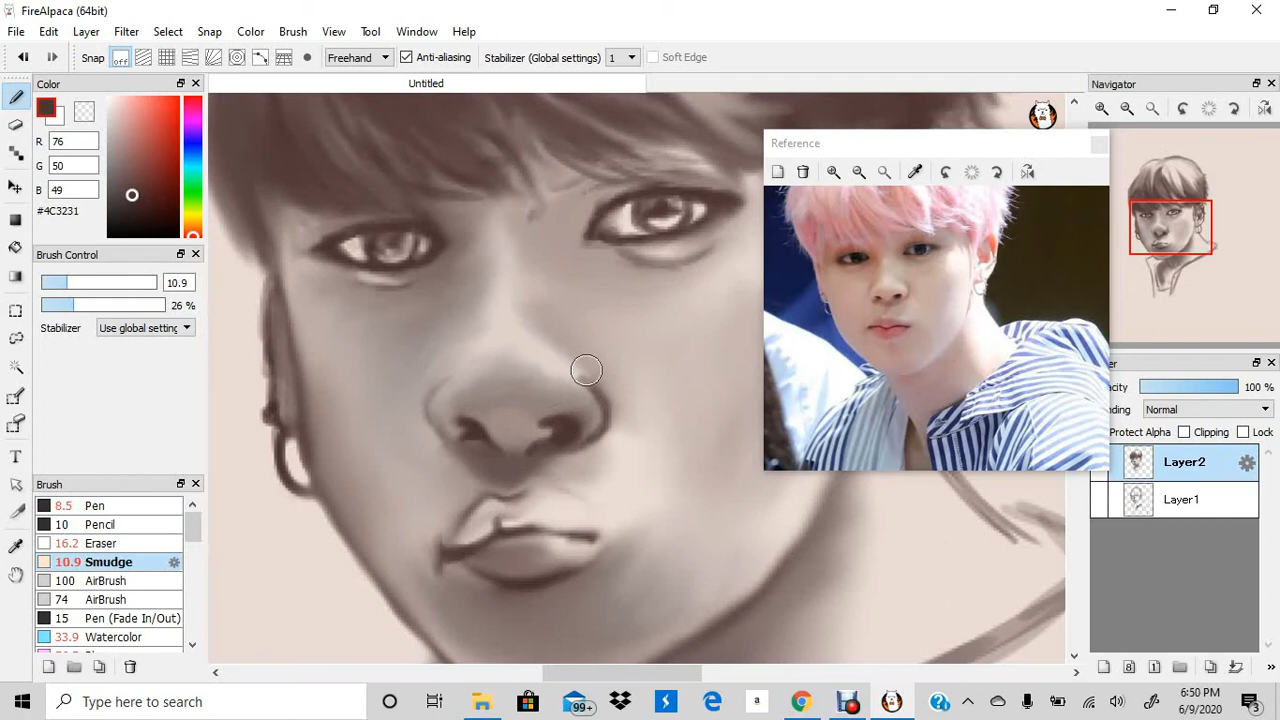 FireAlpaca (64bit)
File Edit Layer Filter Select Snap Color Brush View Tool Window Help
Snap off Freehand Anti-aliasing Stabilizer (Global settings) 1 Soft Edge
Color
Untitled
Navigator
R 76
G 50
B 49
#4C3231
Reference
Brush Control
10.9
26 %
Stabilizer Use global setting
100 %
Normal
Protect Alpha Clipping Lock
Layer2
Layer1
Brush
8.5 Pen
10 Pencil
16.2 Eraser
10.9 Smudge
100 AirBrush
74 AirBrush
15 Pen (Fade In/Out)
33.9 Watercolor
Type here to search
99+
a
6:50 PM
6/9/2020
3